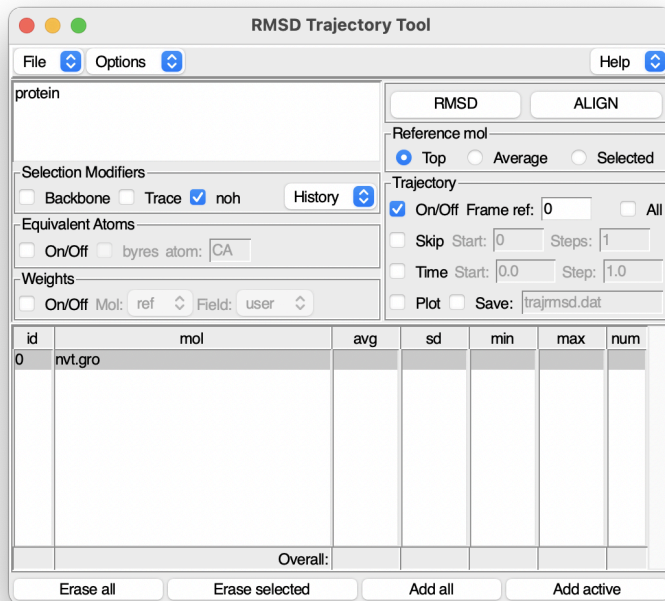 RMSD Trajectory Tool
File Options Help
protein
RMSD ALIGN
Reference mol
Top Average Selected
Selection Modifiers
Backbone Trace noh History
Trajectory
On/Off Frame ref: 0 All
Skip Start: 0 Steps: 1
Time Start: 0.0 Step: 1.0
Plot Save: trajrmsd.dat
Equivalent Atoms
On/Off byres atom: CA
Weights
On/Off Mol: ref Field: user
id mol avg sd min max num
0 nvt.gro
Overall:
Erase all Erase selected Add all Add active